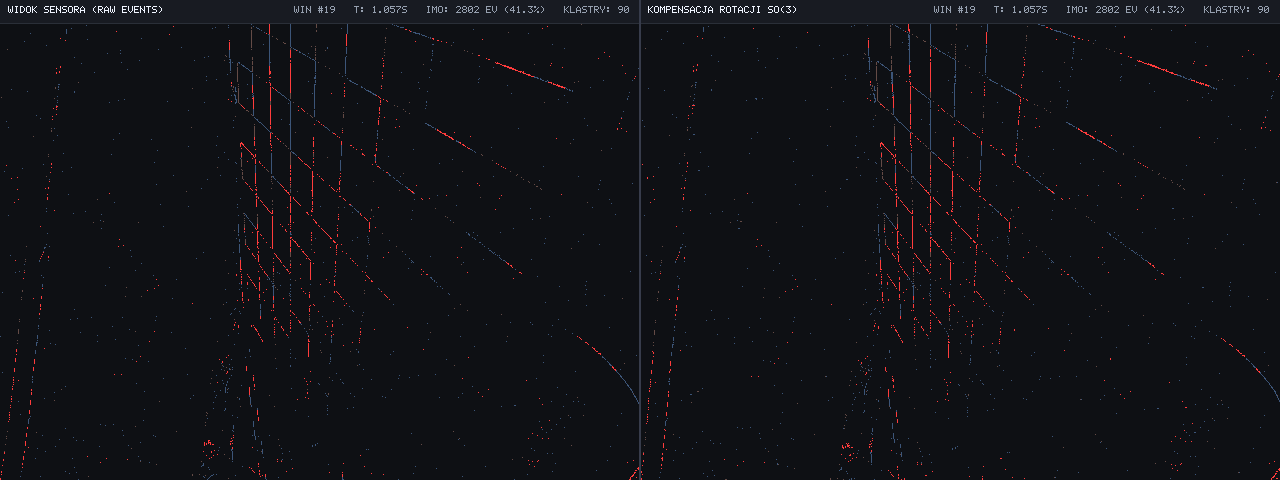 WIDOK SENSORA (RAW EVENTS) WIN #19 T: 1.057S IMO: 2802 EV (41.3%) KLASTRY: 90
KOMPENSACJA ROTACJI SO(3) WIN #19 T: 1.057S IMO: 2802 EV (41.3%) KLASTRY: 90